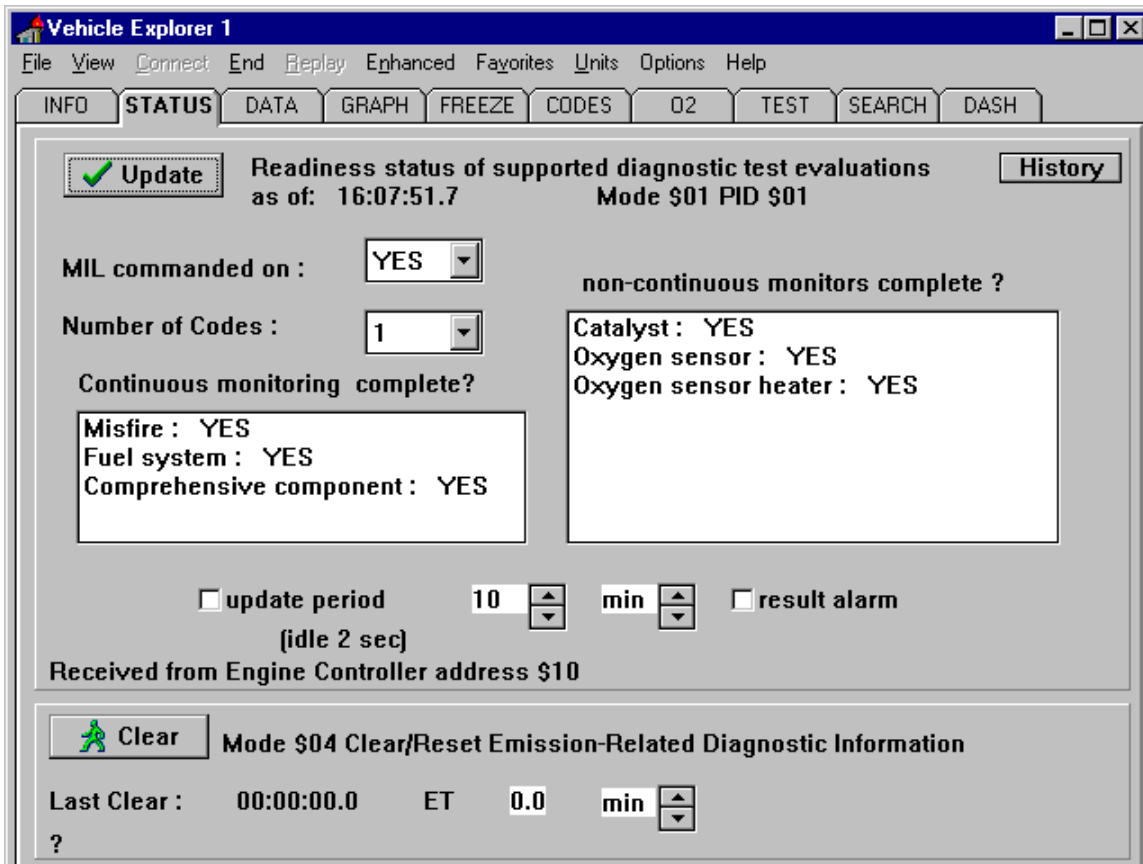 Vehicle Explorer 1
File View Connect End Replay Enhanced Favorites Units Options Help
INFO STATUS DATA GRAPH FREEZE CODES O2 TEST SEARCH DASH
Update Readiness status of supported diagnostic test evaluations History
as of: 16:07:51.7 Mode $01 PID $01
MIL commanded on : YES
non-continuous monitors complete ?
Number of Codes : 1
Catalyst : YES
Oxygen sensor : YES
Oxygen sensor heater : YES
Continuous monitoring complete?
Misfire : YES
Fuel system : YES
Comprehensive component : YES
update period 10 min result alarm
(idle 2 sec)
Received from Engine Controller address $10
Clear Mode $04 Clear/Reset Emission-Related Diagnostic Information
Last Clear : 00:00:00.0 ET 0.0 min
?